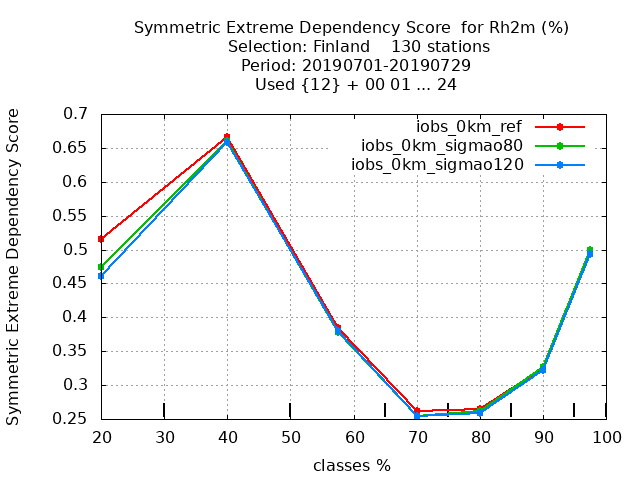 Symmetric Extreme Dependency Score  for Rh2m (%)
Selection: Finland    130 stations
Period: 20190701-20190729
Used {12} + 00 01 ... 24
Symmetric Extreme Dependency Score
0.7
0.65
0.6
0.55
0.5
0.45
0.4
0.35
0.3
0.25
iobs_0km_ref
iobs_0km_sigmao80
iobs_0km_sigmao120
20 30 40 50 60 70 80 90 100
classes %